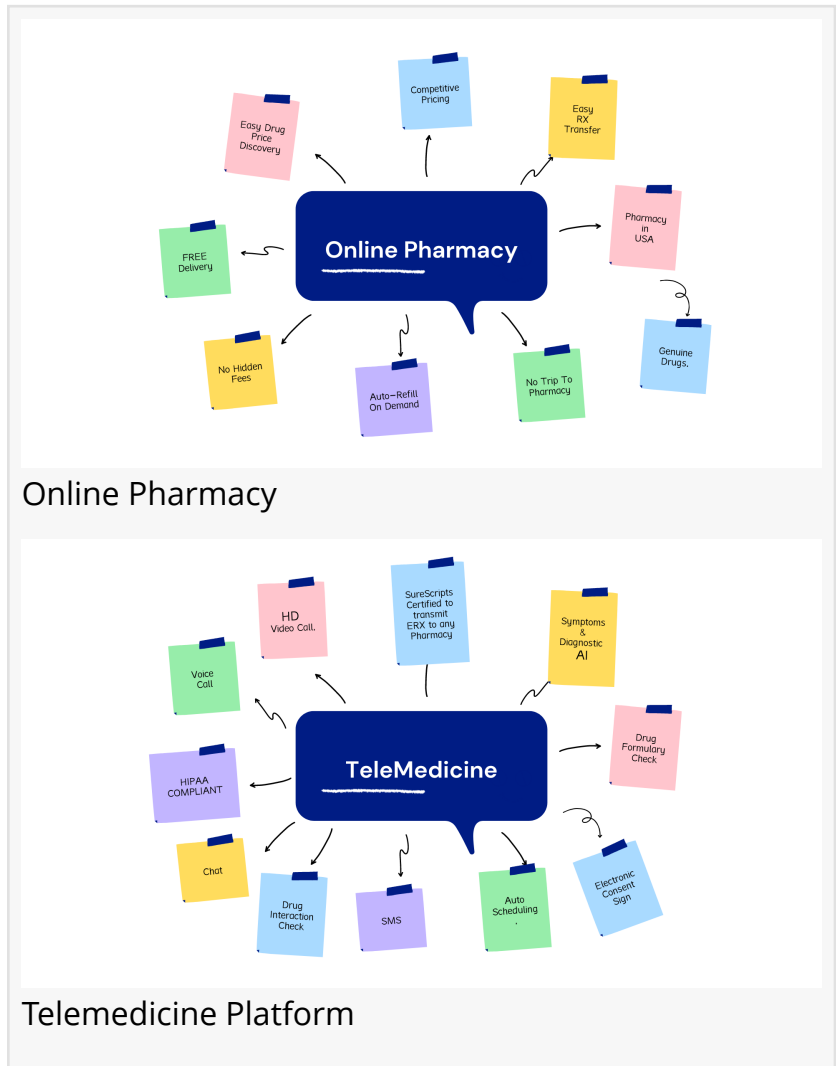 Competitive
Pricing
Easy
RX
Transfer
Easy Drug
Price
Discovery
Pharmacy
in
USA
Online Pharmacy
FREE
Delivery
Genuine
Drugs.
No Hidden
Fees
Auto-Refill
On Demand
No Trip To
Pharmacy
Online Pharmacy
SureScripts
Certified to
transmit
ERX to any
Pharmacy
HD
Video Call.
Symptoms
&
Diagnostic
AI
Voice
Call
Drug
Formulary
Check
TeleMedicine
HIPAA
COMPLIANT
Chat
Electronic
Consent
Sign
Drug
Interaction
Check
SMS
Auto
Scheduling
.
Telemedicine Platform